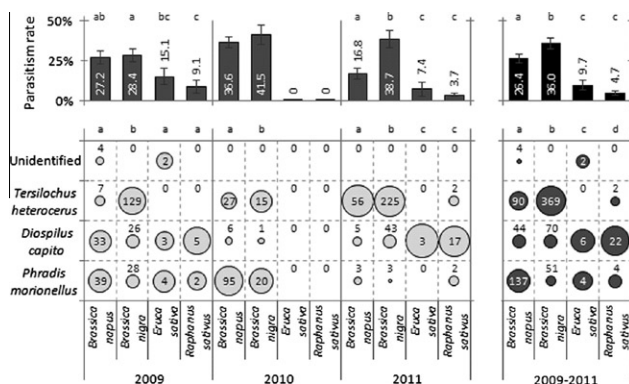 ab a bc c a b a b c c a b c c
Parasitism rate
50%
25%
0%
27.2 28.4 15.1 9.1 36.6 41.5 0 0 16.8 38.7 7.4 3.7 26.4 36.0 9.7 4.7
a b a a a b a b c c a b c d
Unidentified 4 0 2 0 0 0 0 0 0 0 0 0 4 0 2 0
Tersilochus heterocerus 7 129 0 0 27 15 0 0 56 225 0 2 90 369 0 2
Diospilus capito 33 26 3 5 6 1 0 0 5 43 3 17 44 70 6 22
Phradis morionellus 39 28 4 2 95 20 0 0 3 3 0 2 137 51 4 4
Brassica napus Brassica nigra Eruca sativa Raphanus sativus Brassica napus Brassica nigra Eruca sativa Raphanus sativus Brassica napus Brassica nigra Eruca sativa Raphanus sativus Brassica napus Brassica nigra Eruca sativa Raphanus sativus
2009 2010 2011 2009-2011